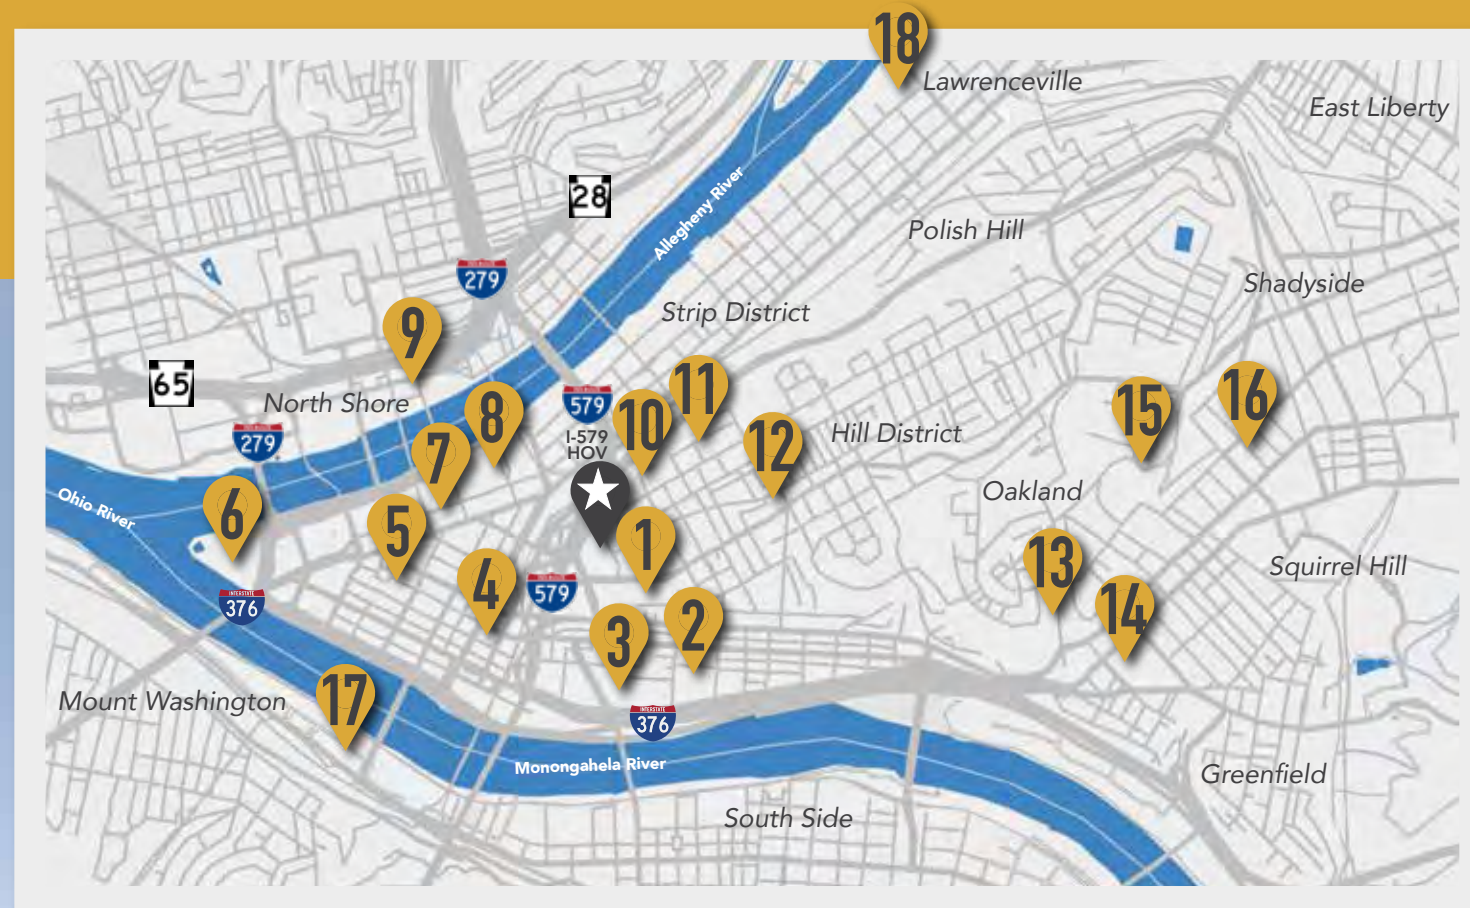 18
Lawrenceville
East Liberty
28
Allegheny River
Polish Hill
279
Shadyside
Strip District
9
65
North Shore
8
579
I-579
HOV
10
11
12
Hill District
15
16
279
7
Oakland
Ohio River
6
5
1
13
Squirrel Hill
4
579
INTERSTATE
376
3
2
14
Mount Washington
17
INTERSTATE
376
Monongahela River
Greenfield
South Side